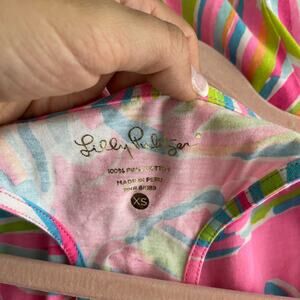 Lilly Pulitzer
100% PIMA COTTON
MADE IN PERU
XS